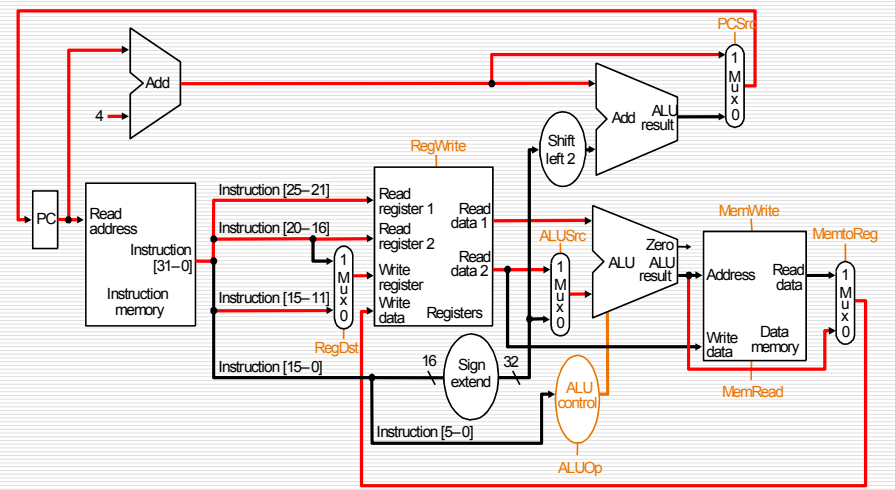 PCSrc
1
M
u
x
0
Add
4
Add
ALU
result
Shift
left 2
RegWrite
PC
Read
address
Instruction
[31–0]
Instruction
memory
Instruction [25–21]
Instruction [20–16]
Instruction [15–11]
Instruction [15–0]
Instruction [5–0]
1
M
u
x
0
RegDst
Read
register 1
Read
register 2
Write
register
Write
data
Read
data 1
Read
data 2
Registers
ALUSrc
1
M
u
x
0
Zero
ALU
ALU
result
MemWrite
Address
Read
data
Write
data
Data
memory
MemRead
MemtoReg
1
M
u
x
0
16
Sign
extend
32
ALU
control
ALUOp